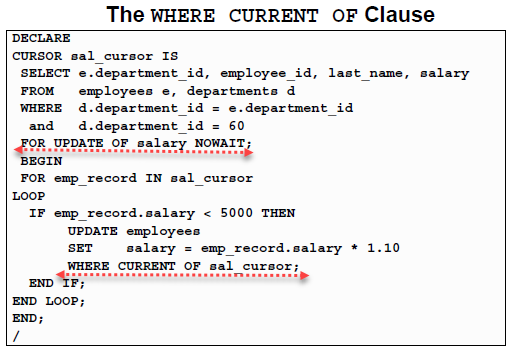 The WHERE CURRENT OF Clause
DECLARE
CURSOR sal_cursor IS
SELECT e.department_id, employee_id, last_name, salary
FROM employees e, departments d
WHERE d.department_id = e.department_id
and d.department_id = 60
FOR UPDATE OF salary NOWAIT;
BEGIN
FOR emp_record IN sal_cursor
LOOP
IF emp_record.salary < 5000 THEN
UPDATE employees
SET salary = emp_record.salary * 1.10
WHERE CURRENT OF sal_cursor;
END IF;
END LOOP;
END;
/